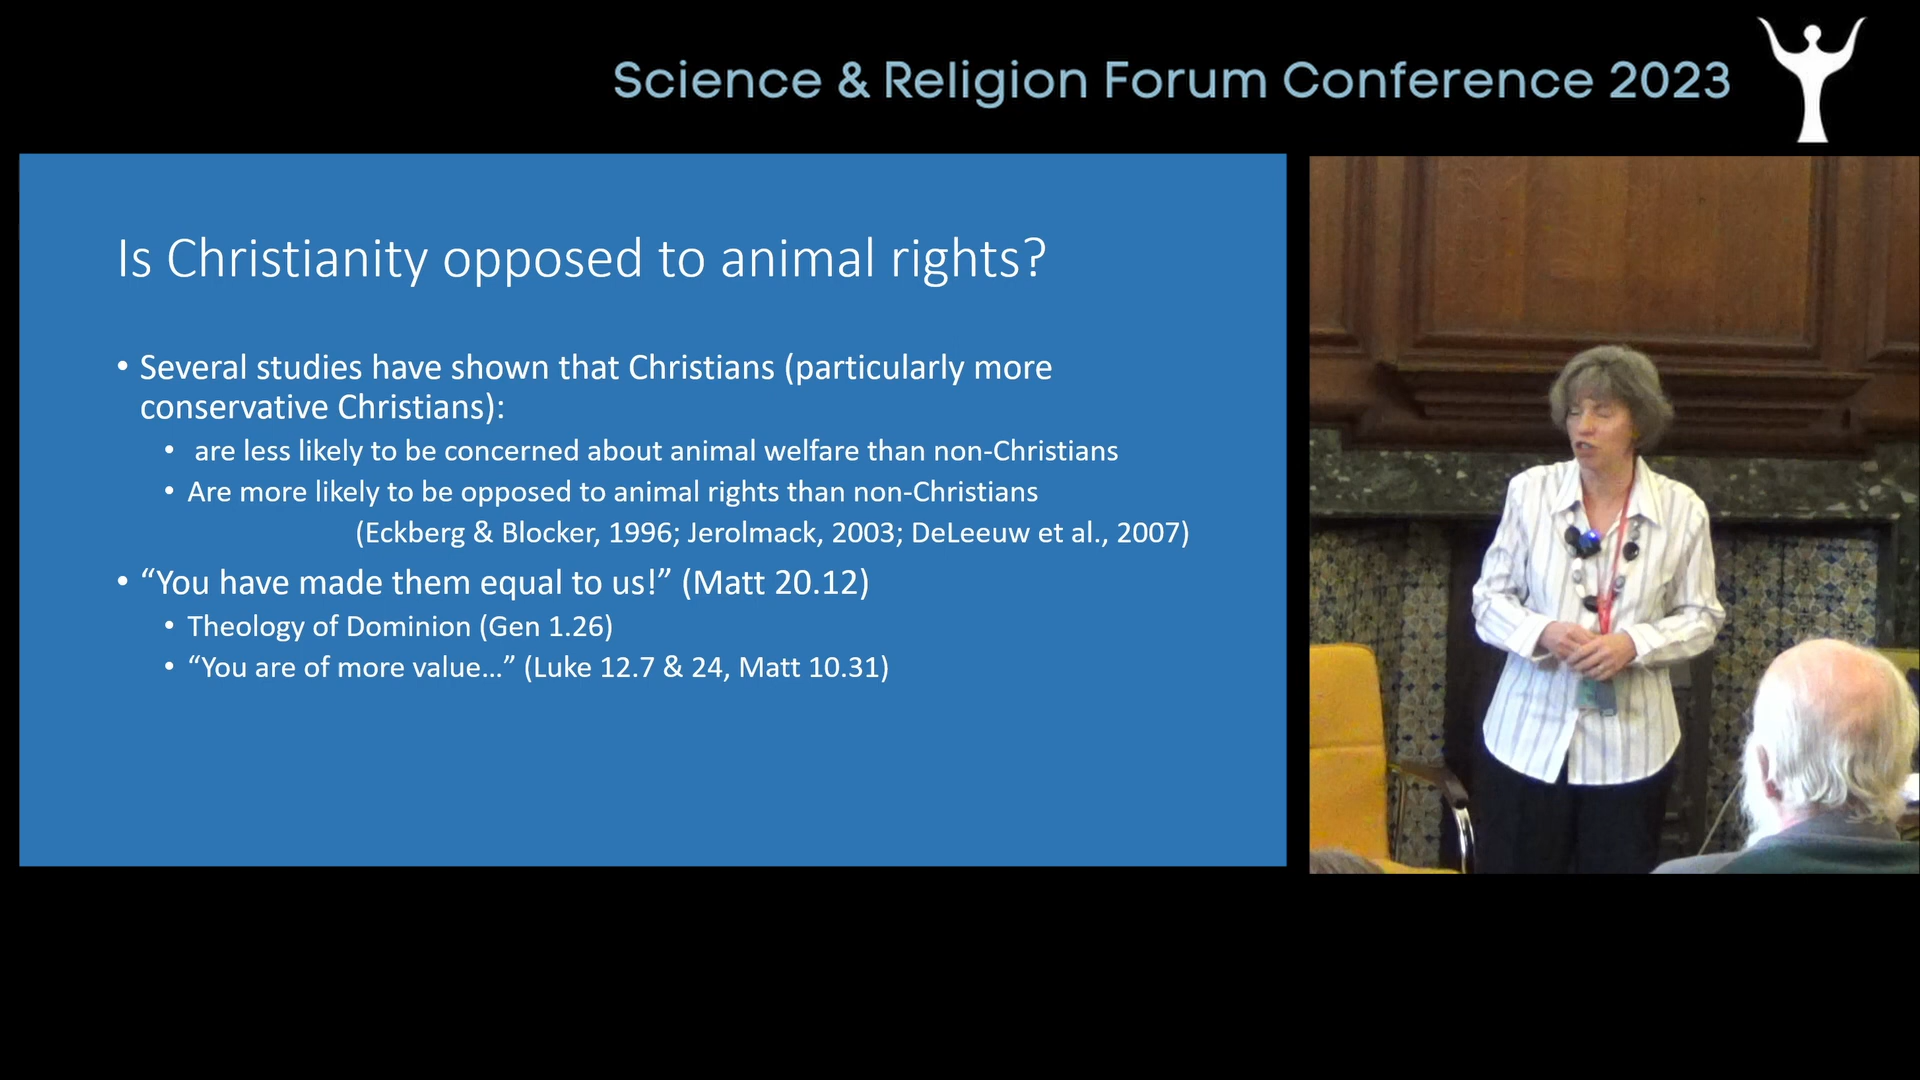 Science & Religion Forum Conference 2023
Is Christianity opposed to animal rights?
• Several studies have shown that Christians (particularly more
conservative Christians):
• are less likely to be concerned about animal welfare than non-Christians
• Are more likely to be opposed to animal rights than non-Christians
(Eckberg & Blocker, 1996; Jerolmack, 2003; DeLeeuw et al., 2007)
• “You have made them equal to us!” (Matt 20.12)
• Theology of Dominion (Gen 1.26)
• “You are of more value…” (Luke 12.7 & 24, Matt 10.31)